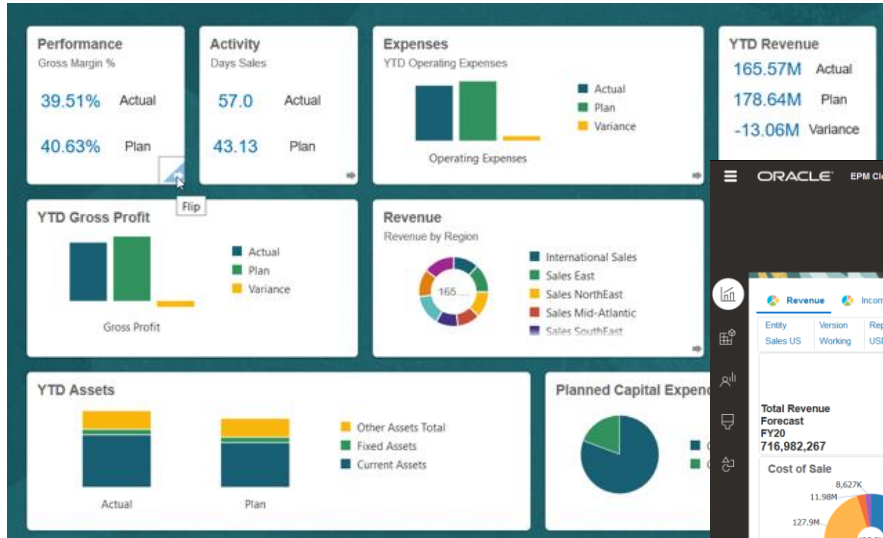 Performance
Gross Margin %
39.51% Actual
40.63% Plan
Flip
Activity
Days Sales
57.0 Actual
43.13 Plan
Expenses
YTD Operating Expenses
Actual
Plan
Variance
Operating Expenses
YTD Revenue
165.57M Actual
178.64M Plan
-13.06M Variance
YTD Gross Profit
Actual
Plan
Variance
Gross Profit
Revenue
Revenue by Region
165...
International Sales
Sales East
Sales NorthEast
Sales Mid-Atlantic
Sales SouthEast
YTD Assets
Other Assets Total
Fixed Assets
Current Assets
Actual
Plan
Planned Capital Expen
ORACLE EPM Cl
Revenue Incom
Entity Version Rep
Sales US Working USD
Total Revenue
Forecast
FY20
716,982,267
Cost of Sale
8,627K
11.98M
127.9M